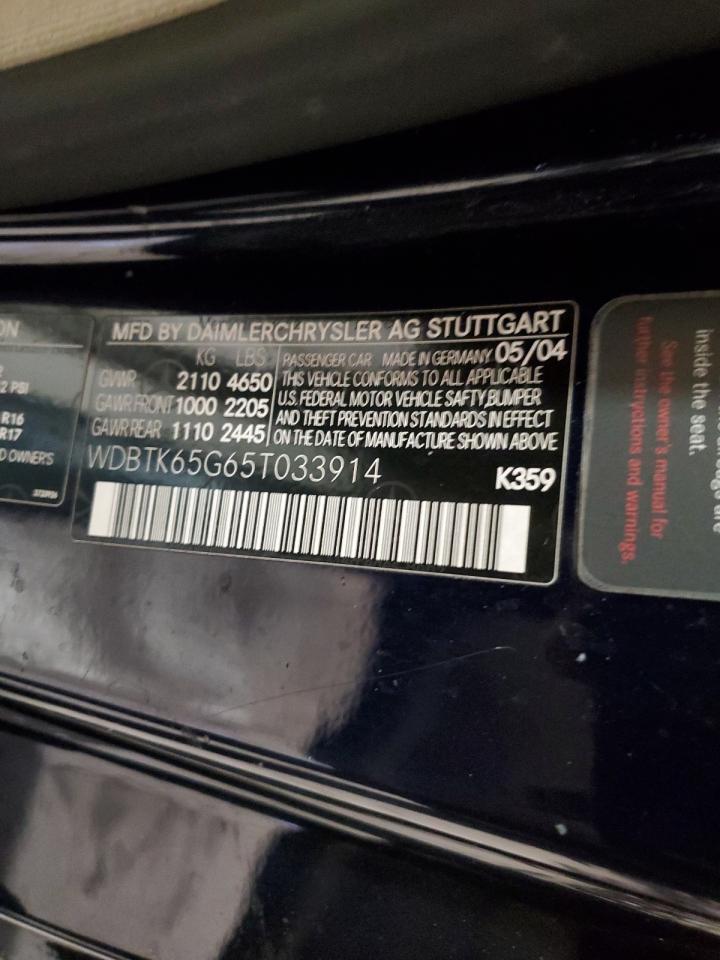 ON
2 PSI
R16
R17
D OWNERS
MFD BY DAIMLERCHRYSLER AG STUTTGART
KG LBS
GVWR 2110 4650
GAWR FRONT 1000 2205
GAWR REAR 1110 2445
PASSENGER CAR MADE IN GERMANY 05/04
THIS VEHICLE CONFORMS TO ALL APPLICABLE
U.S. FEDERAL MOTOR VEHICLE SAFTY, BUMPER
AND THEFT PREVENTION STANDARDS IN EFFECT
ON THE DATE OF MANUFACTURE SHOWN ABOVE
WDBTK65G65T033914
K359
inside the seat.
See the owner's manual for
further instructions and warnings.